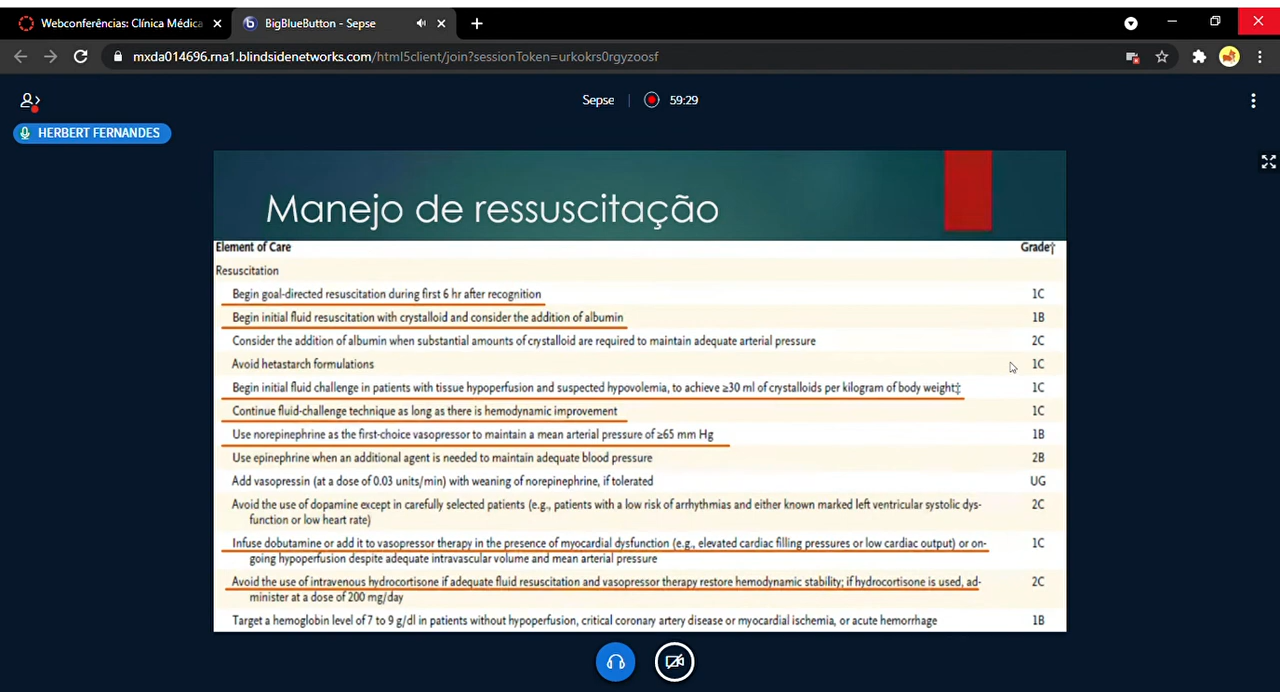 Webconferências: Clínica Médica
BigBlueButton - Sepse
mxda014696.rna1.blindsidenetworks.com/html5client/join?sessionToken=urkokrs0rgyzoosf
Sepse
59:29
HERBERT FERNANDES
Manejo de ressuscitação
Element of Care Grade†
Resuscitation
Begin goal-directed resuscitation during first 6 hr after recognition 1C
Begin initial fluid resuscitation with crystalloid and consider the addition of albumin 1B
Consider the addition of albumin when substantial amounts of crystalloid are required to maintain adequate arterial pressure 2C
Avoid hetastarch formulations 1C
Begin initial fluid challenge in patients with tissue hypoperfusion and suspected hypovolemia, to achieve ≥30 ml of crystalloids per kilogram of body weight‡ 1C
Continue fluid-challenge technique as long as there is hemodynamic improvement 1C
Use norepinephrine as the first-choice vasopressor to maintain a mean arterial pressure of ≥65 mm Hg 1B
Use epinephrine when an additional agent is needed to maintain adequate blood pressure 2B
Add vasopressin (at a dose of 0.03 units/min) with weaning of norepinephrine, if tolerated UG
Avoid the use of dopamine except in carefully selected patients (e.g., patients with a low risk of arrhythmias and either known marked left ventricular systolic dys- 2C
function or low heart rate)
Infuse dobutamine or add it to vasopressor therapy in the presence of myocardial dysfunction (e.g., elevated cardiac filling pressures or low cardiac output) or on- 1C
going hypoperfusion despite adequate intravascular volume and mean arterial pressure
Avoid the use of intravenous hydrocortisone if adequate fluid resuscitation and vasopressor therapy restore hemodynamic stability; if hydrocortisone is used, ad- 2C
minister at a dose of 200 mg/day
Target a hemoglobin level of 7 to 9 g/dl in patients without hypoperfusion, critical coronary artery disease or myocardial ischemia, or acute hemorrhage 1B